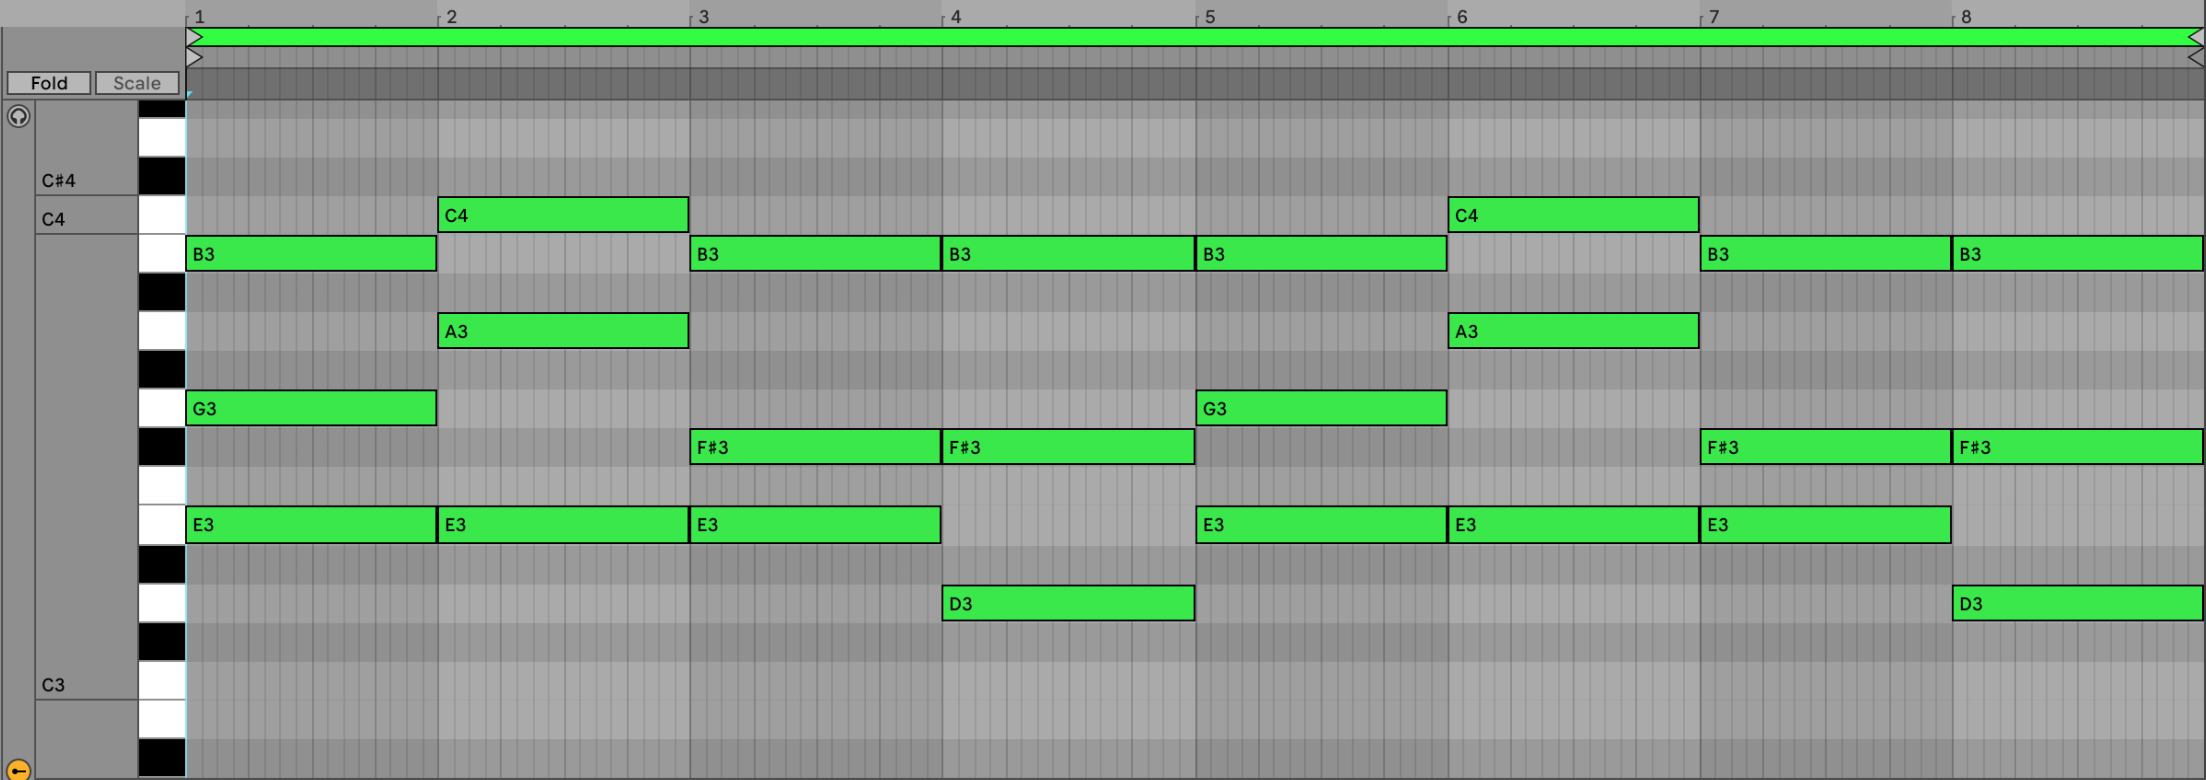 1 2 3 4 5 6 7 8
Fold Scale
C#4
C4 C4 C4
B3 B3 B3 B3 B3 B3
A3 A3
G3 G3
F#3 F#3 F#3 F#3
E3 E3 E3 E3 E3 E3
D3 D3
C3